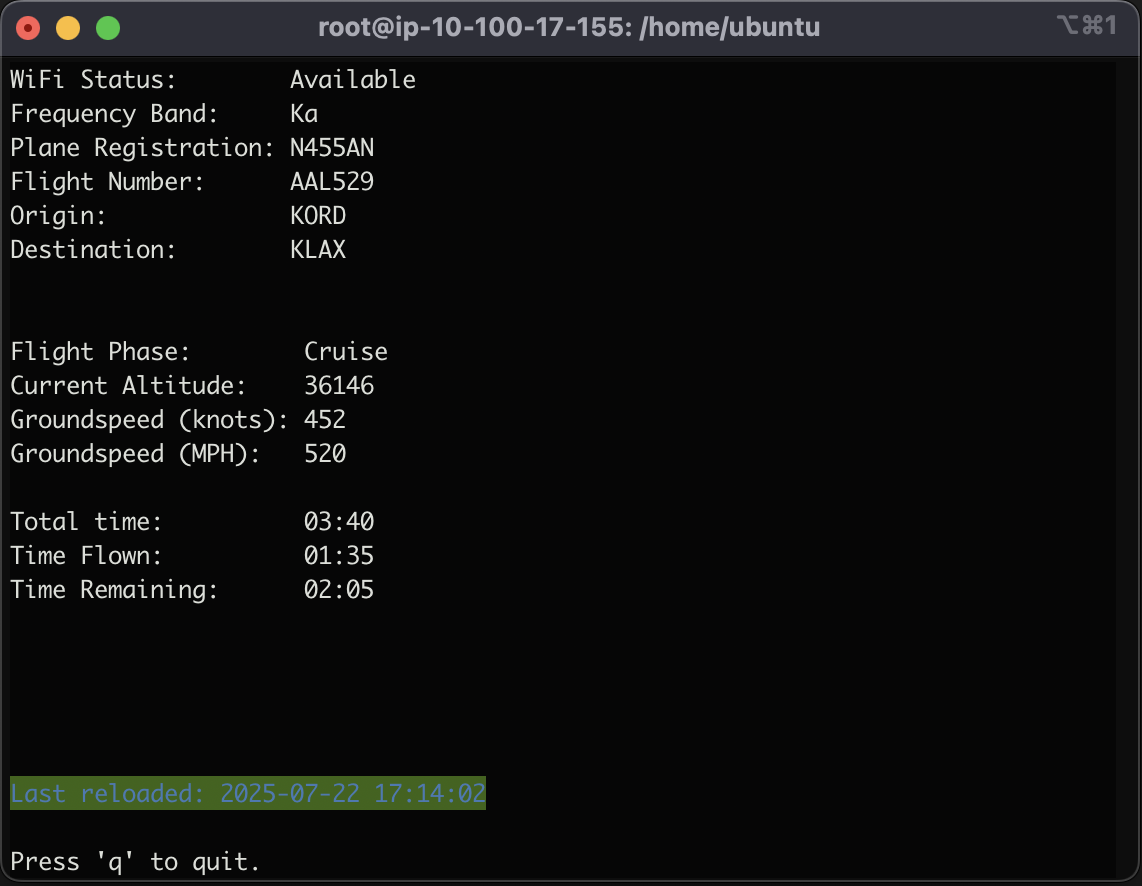 root@ip-10-100-17-155: /home/ubuntu ⌥⌘1
WiFi Status: Available
Frequency Band: Ka
Plane Registration: N455AN
Flight Number: AAL529
Origin: KORD
Destination: KLAX
Flight Phase: Cruise
Current Altitude: 36146
Groundspeed (knots): 452
Groundspeed (MPH): 520
Total time: 03:40
Time Flown: 01:35
Time Remaining: 02:05
Last reloaded: 2025-07-22 17:14:02
Press 'q' to quit.